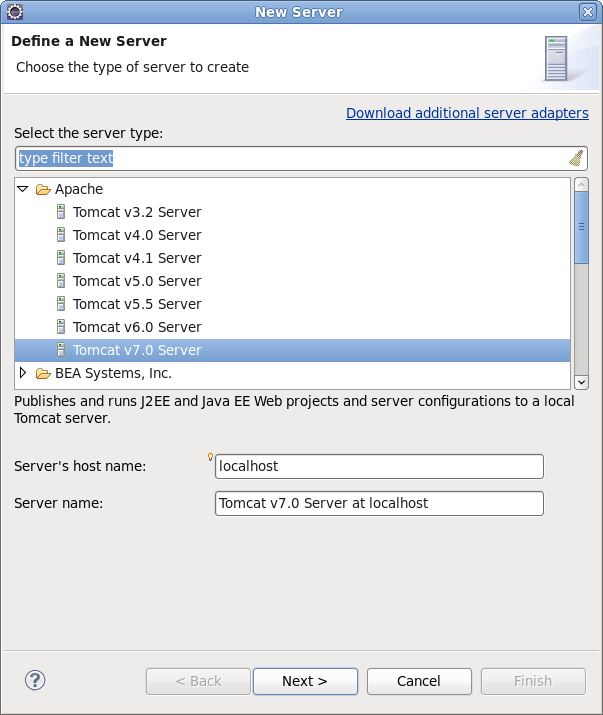 New Server
Define a New Server
Choose the type of server to create
Download additional server adapters
Select the server type:
type filter text
Apache
Tomcat v3.2 Server
Tomcat v4.0 Server
Tomcat v4.1 Server
Tomcat v5.0 Server
Tomcat v5.5 Server
Tomcat v6.0 Server
Tomcat v7.0 Server
BEA Systems, Inc.
Publishes and runs J2EE and Java EE Web projects and server configurations to a local
Tomcat server.
Server's host name: localhost
Server name: Tomcat v7.0 Server at localhost
? < Back Next > Cancel Finish